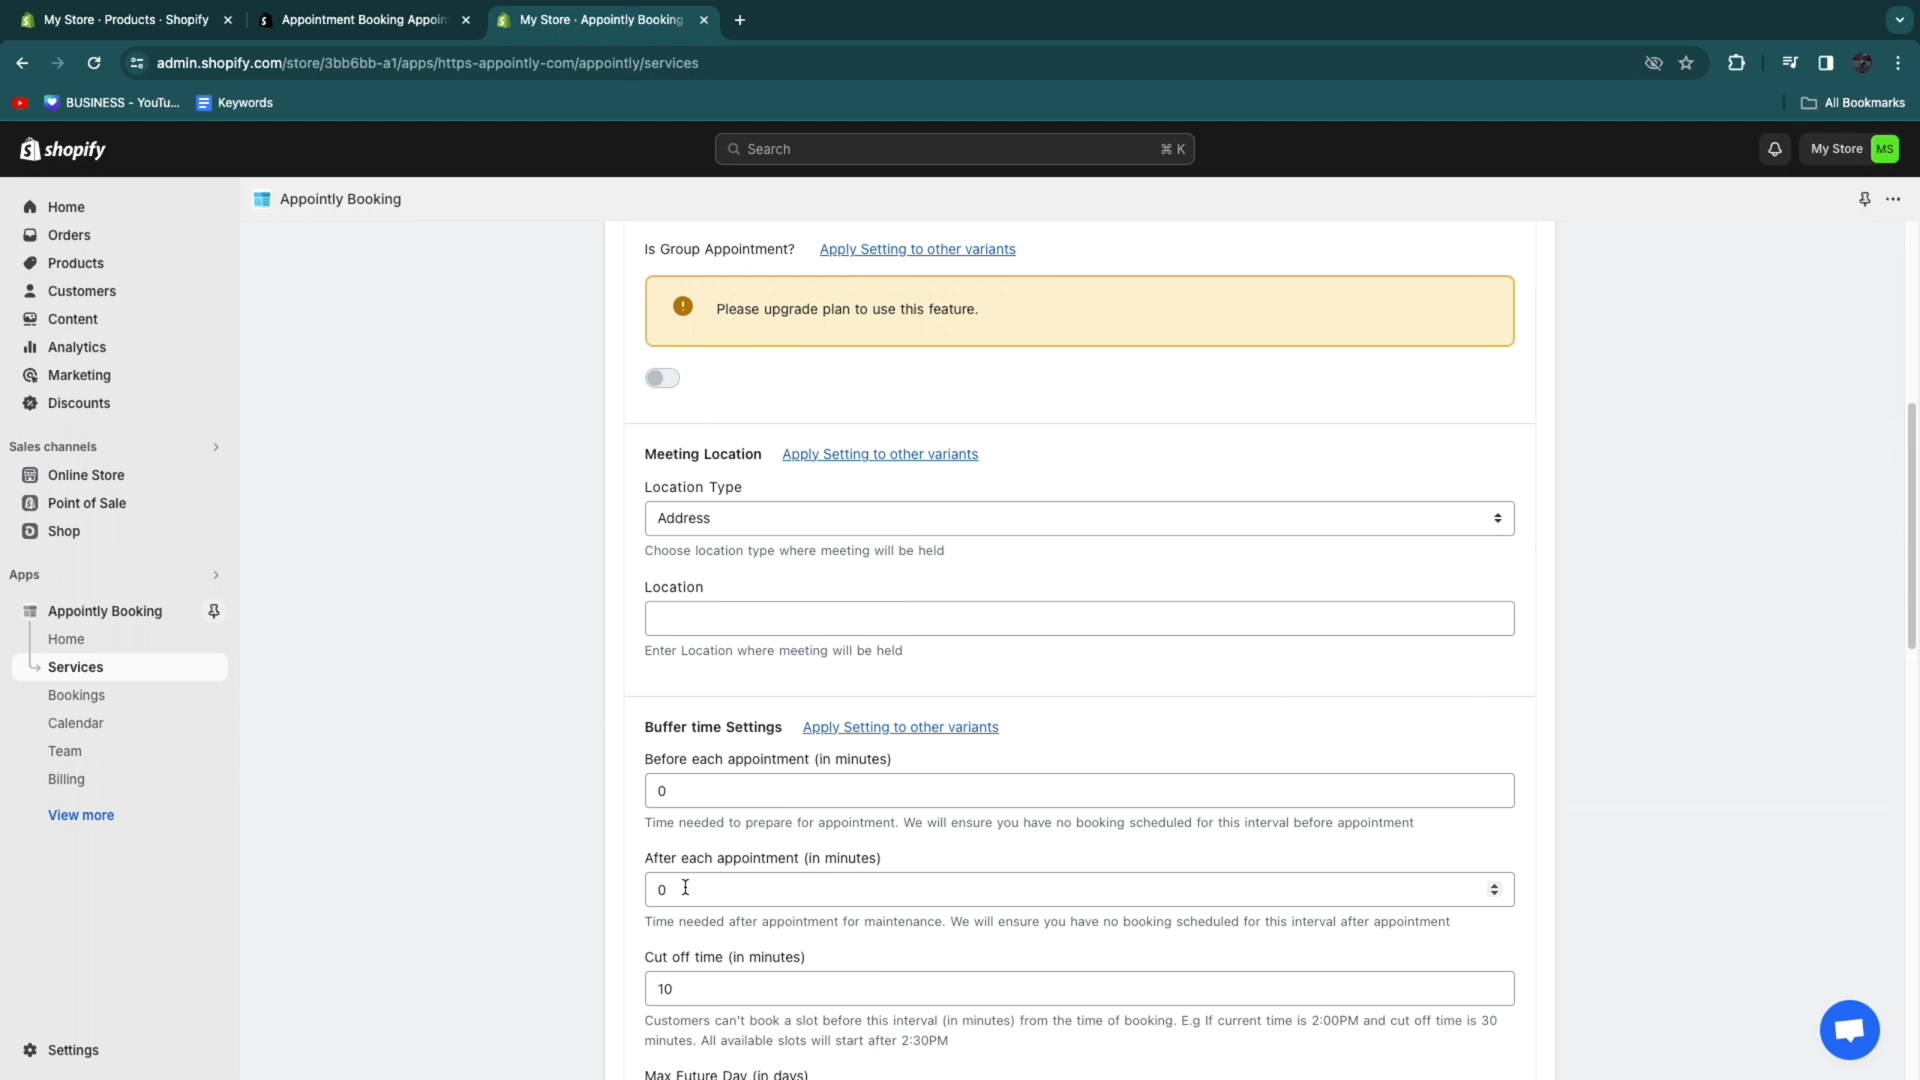 My Store · Products · Shopify
Appointment Booking Appoin
My Store · Appointly Booking
admin.shopify.com/store/3bb6bb-a1/apps/https-appointly-com/appointly/services
BUSINESS - YouTu...
Keywords
All Bookmarks
shopify
Search
⌘ K
My Store
MS
Home
Orders
Products
Customers
Content
Analytics
Marketing
Discounts
Sales channels
Online Store
Point of Sale
Shop
Apps
Appointly Booking
Home
Services
Bookings
Calendar
Team
Billing
View more
Settings
Appointly Booking
Is Group Appointment? Apply Setting to other variants
Please upgrade plan to use this feature.
Meeting Location Apply Setting to other variants
Location Type
Address
Choose location type where meeting will be held
Location
Enter Location where meeting will be held
Buffer time Settings Apply Setting to other variants
Before each appointment (in minutes)
0
Time needed to prepare for appointment. We will ensure you have no booking scheduled for this interval before appointment
After each appointment (in minutes)
0
Time needed after appointment for maintenance. We will ensure you have no booking scheduled for this interval after appointment
Cut off time (in minutes)
10
Customers can't book a slot before this interval (in minutes) from the time of booking. E.g If current time is 2:00PM and cut off time is 30
minutes. All available slots will start after 2:30PM
Max Future Day (in days)